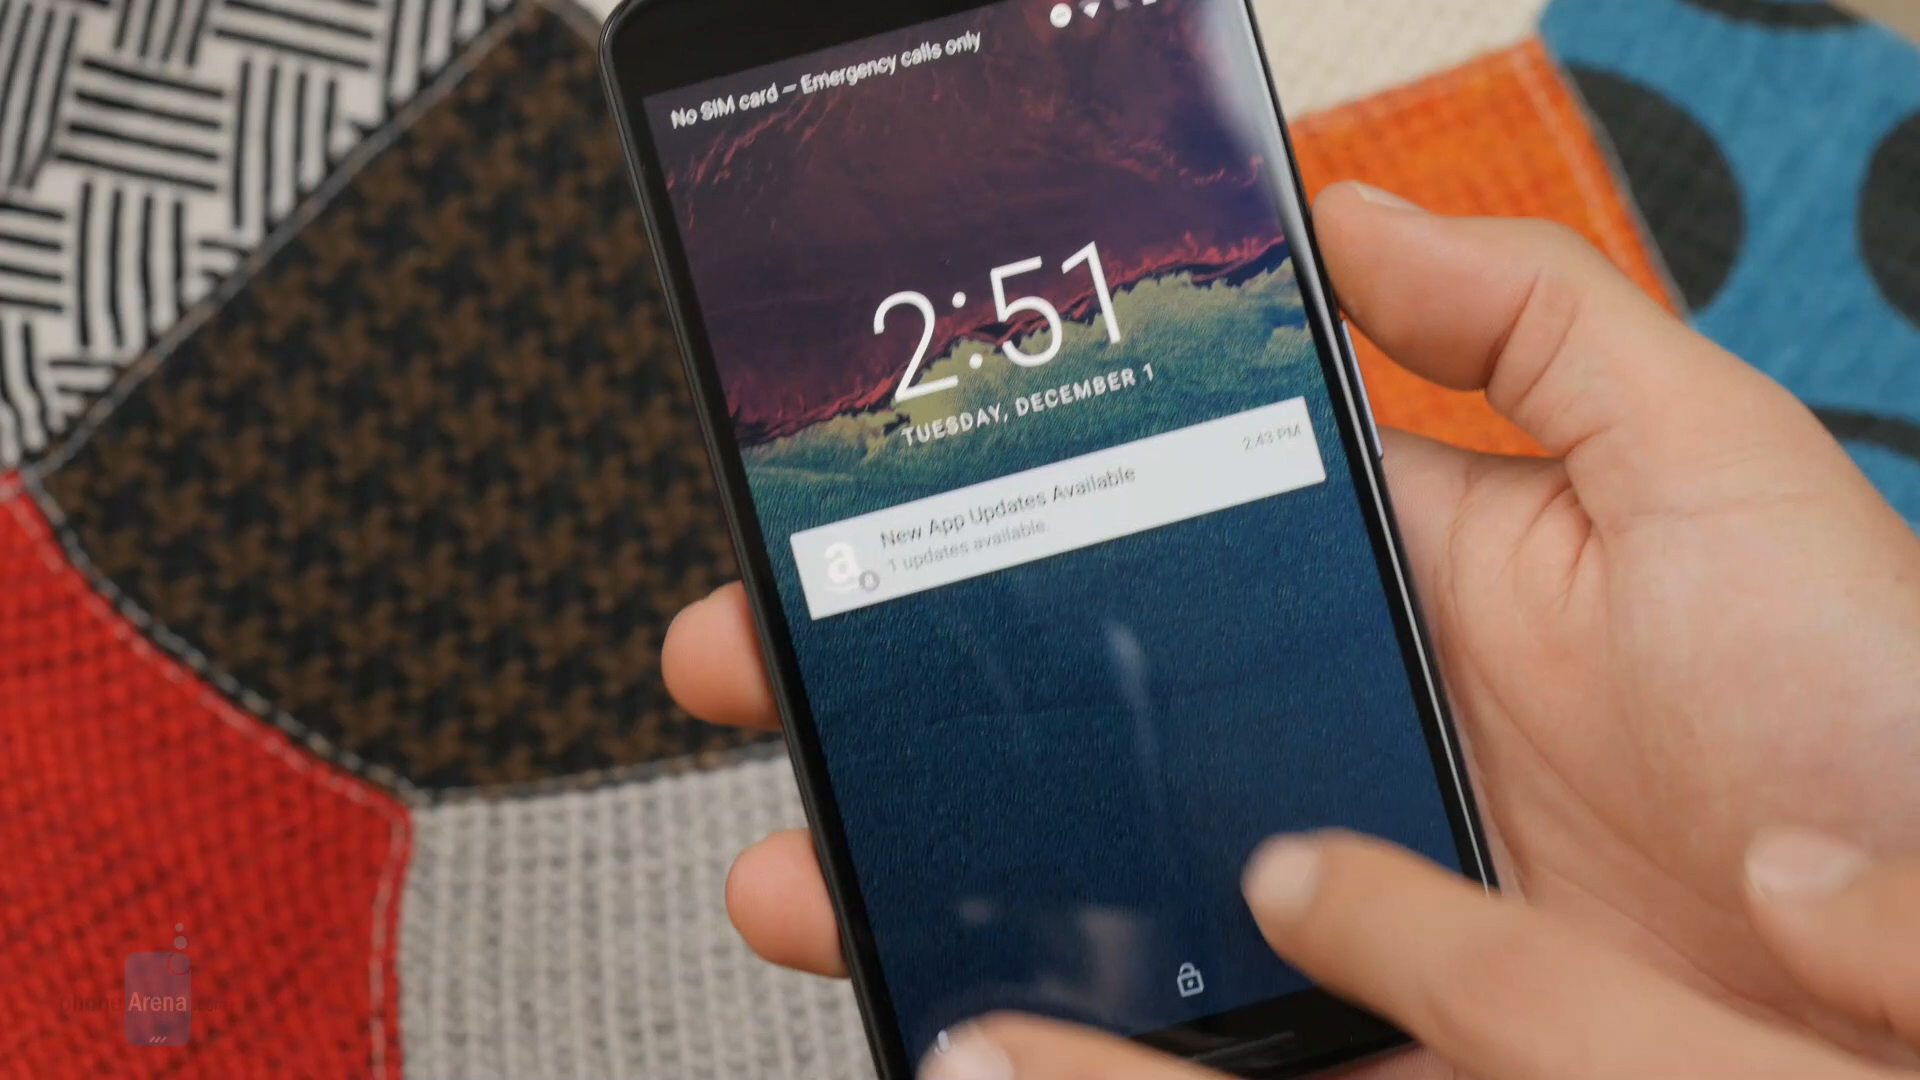 No SIM card – Emergency calls only
2:51
TUESDAY, DECEMBER 1
2:43 PM
New App Updates Available
1 updates available.
a
phoneArena